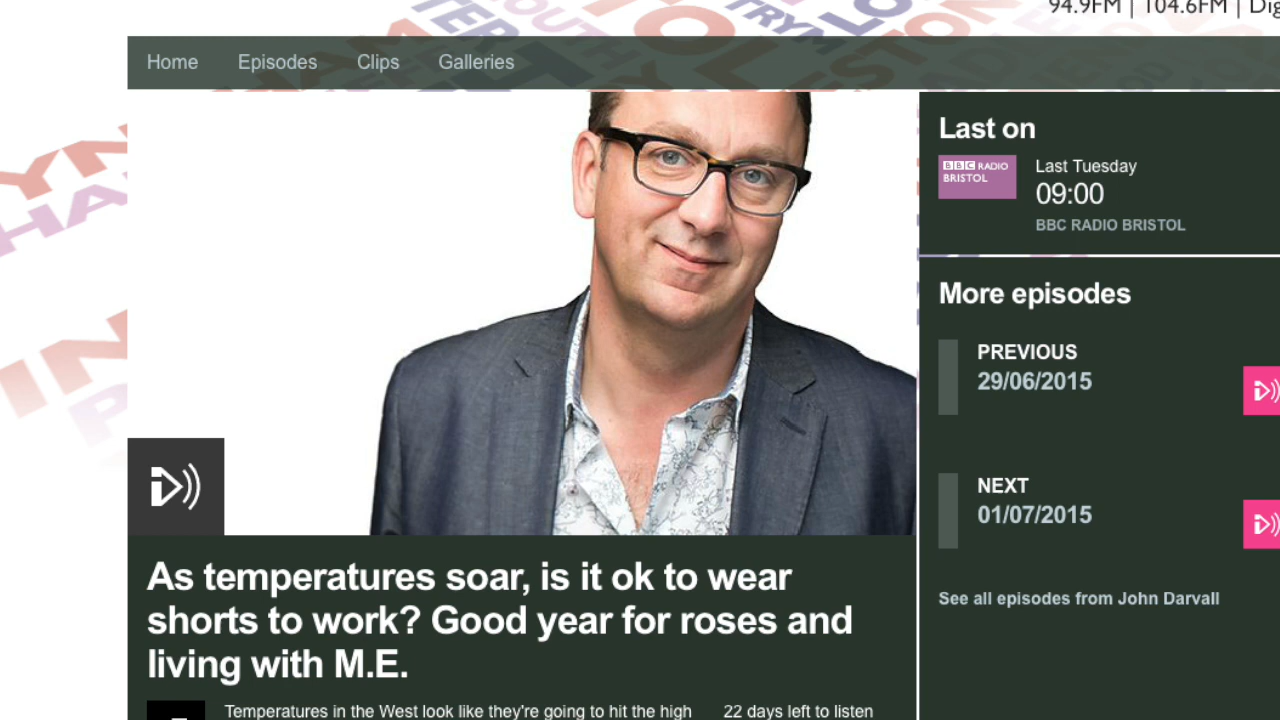 94.9FM | 104.6FM |
Home Episodes Clips Galleries
Last on
BBC RADIO
BRISTOL
Last Tuesday
09:00
BBC RADIO BRISTOL
More episodes
PREVIOUS
29/06/2015
NEXT
01/07/2015
See all episodes from John Darvall
As temperatures soar, is it ok to wear
shorts to work? Good year for roses and
living with M.E.
Temperatures in the West look like they're going to hit the high
22 days left to listen